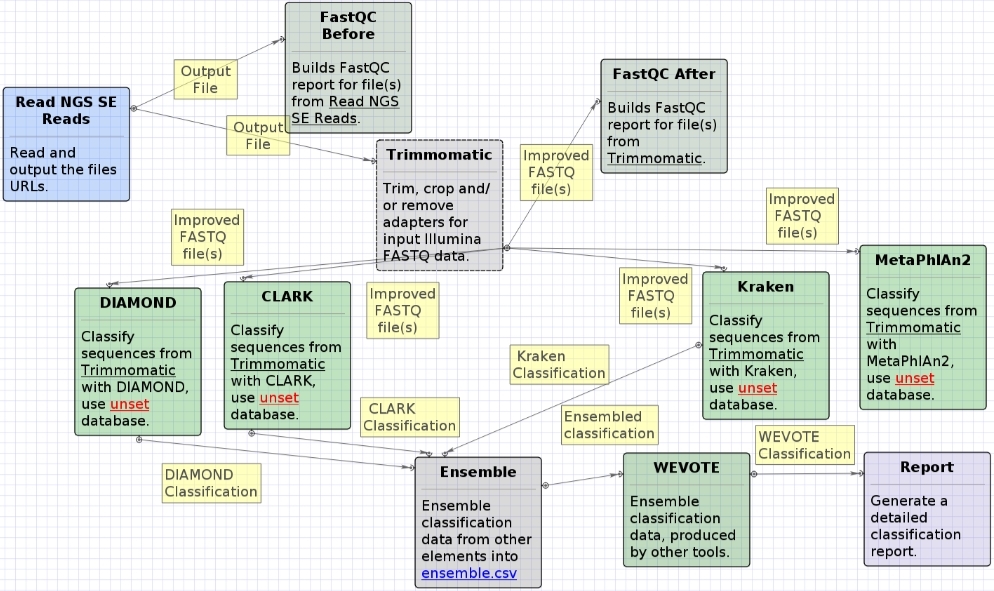 FastQC
Before
Builds FastQC
report for file(s)
from Read NGS
SE Reads.
Output
File
Read NGS SE
Reads
Read and
output the files
URLs.
Output
File
FastQC After
Builds FastQC
report for file(s)
from
Trimmomatic.
Trimmomatic
Trim, crop and/
or remove
adapters for
input Illumina
FASTQ data.
Improved
FASTQ
file(s)
Improved
FASTQ
file(s)
Improved
FASTQ
file(s)
Improved
FASTQ
file(s)
Improved
FASTQ
file(s)
DIAMOND
Classify
sequences from
Trimmomatic
with DIAMOND,
use unset
database.
CLARK
Classify
sequences from
Trimmomatic
with CLARK,
use unset
database.
Kraken
Classify
sequences from
Trimmomatic
with Kraken,
use unset
database.
MetaPhlAn2
Classify
sequences from
Trimmomatic
with
MetaPhlAn2,
use unset
database.
Kraken
Classification
CLARK
Classification
DIAMOND
Classification
Ensembled
classification
WEVOTE
Classification
Ensemble
Ensemble
classification
data from other
elements into
ensemble.csv
WEVOTE
Ensemble
classification
data, produced
by other tools.
Report
Generate a
detailed
classification
report.